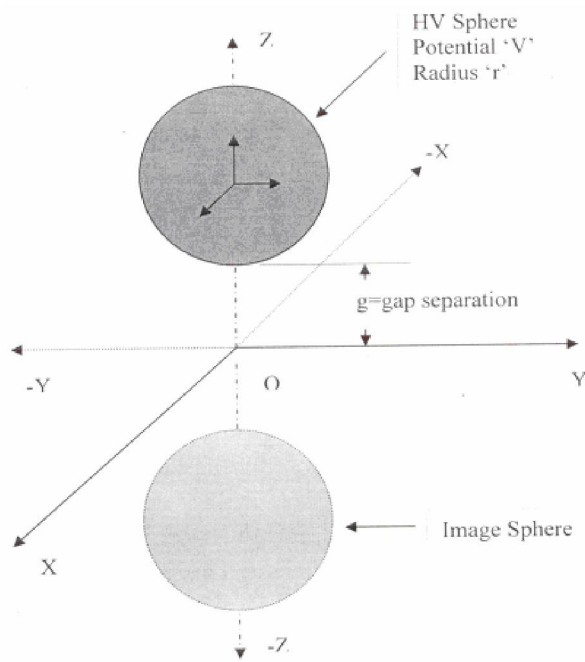 HV Sphere
Potential 'V'
Radius 'r'
Z
-X
g=gap separation
-Y
O
Y
X
Image Sphere
-Z